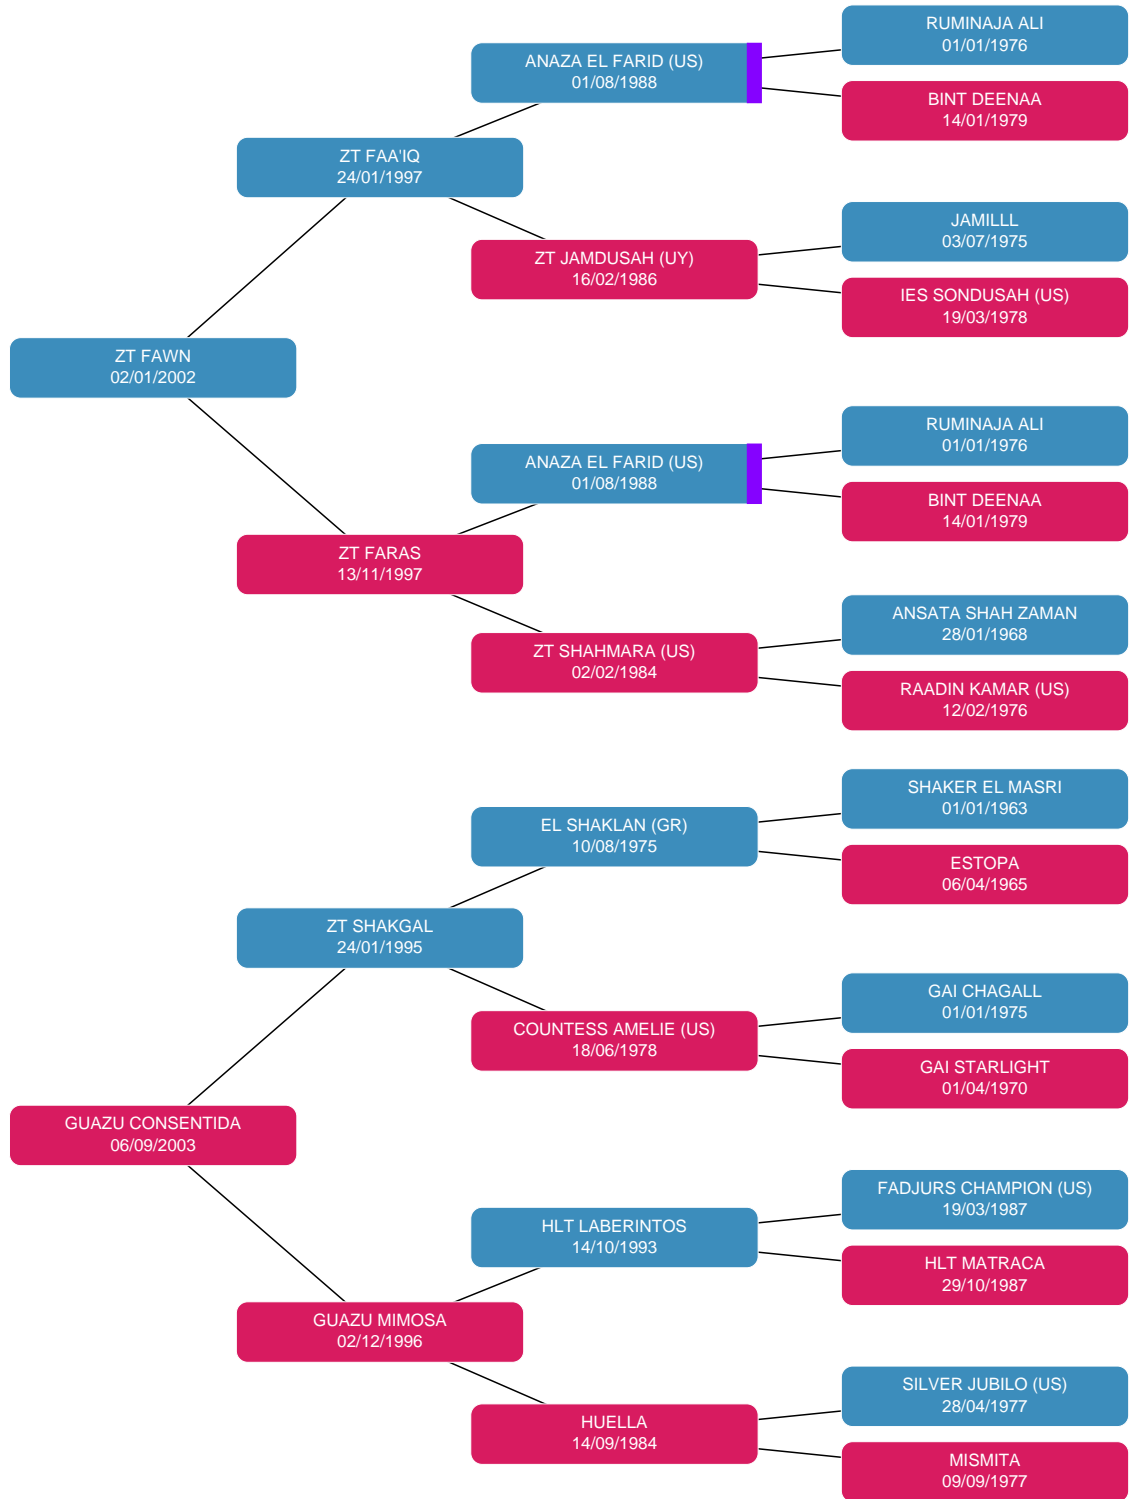 RUMINAJA ALI
01/01/1976
ANAZA EL FARID (US)
01/08/1988
BINT DEENAA
14/01/1979
ZT FAA'IQ
24/01/1997
JAMILLL
03/07/1975
ZT JAMDUSAH (UY)
16/02/1986
IES SONDUSAH (US)
19/03/1978
ZT FAWN
02/01/2002
RUMINAJA ALI
01/01/1976
ANAZA EL FARID (US)
01/08/1988
BINT DEENAA
14/01/1979
ZT FARAS
13/11/1997
ANSATA SHAH ZAMAN
28/01/1968
ZT SHAHMARA (US)
02/02/1984
RAADIN KAMAR (US)
12/02/1976
SHAKER EL MASRI
01/01/1963
EL SHAKLAN (GR)
10/08/1975
ESTOPA
06/04/1965
ZT SHAKGAL
24/01/1995
GAI CHAGALL
01/01/1975
COUNTESS AMELIE (US)
18/06/1978
GAI STARLIGHT
01/04/1970
GUAZU CONSENTIDA
06/09/2003
FADJURS CHAMPION (US)
19/03/1987
HLT LABERINTOS
14/10/1993
HLT MATRACA
29/10/1987
GUAZU MIMOSA
02/12/1996
SILVER JUBILO (US)
28/04/1977
HUELLA
14/09/1984
MISMITA
09/09/1977